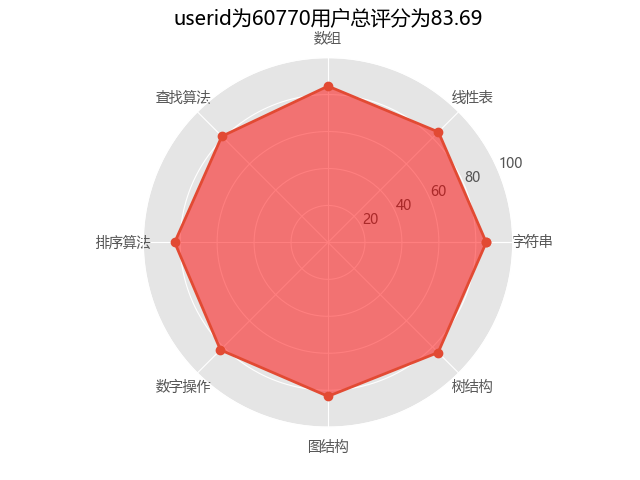 userid为60770用户总评分为83.69
数组
查找算法
线性表
100
80
60
40
20
排序算法
字符串
数字操作
树结构
图结构